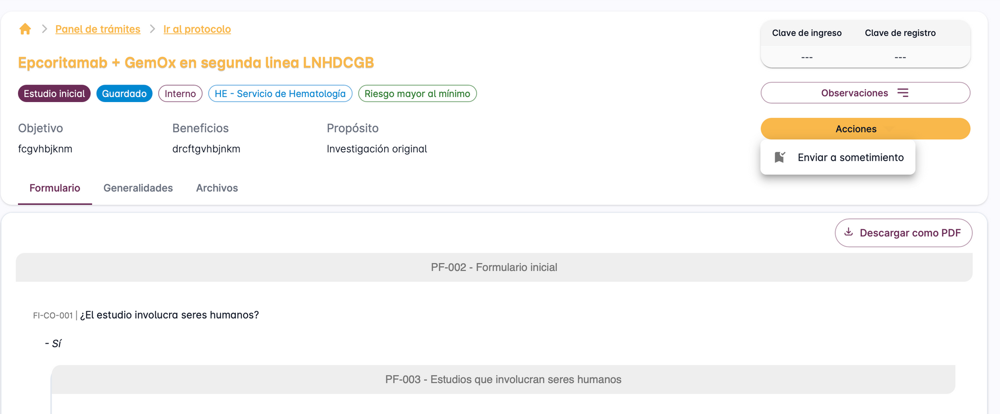 Panel de trámites
Ir al protocolo
Clave de ingreso
Clave de registro
---
---
Epcoritamab + GemOx en segunda linea LNHDCGB
Estudio inicial
Guardado
Interno
HE - Servicio de Hematología
Riesgo mayor al mínimo
Observaciones
Objetivo
Beneficios
Propósito
fcgvhbjknm
drcftgvhbjnkm
Investigación original
Acciones
Enviar a sometimiento
Formulario
Generalidades
Archivos
Descargar como PDF
PF-002 - Formulario inicial
FI-CO-001 | ¿El estudio involucra seres humanos?
- Sí
PF-003 - Estudios que involucran seres humanos